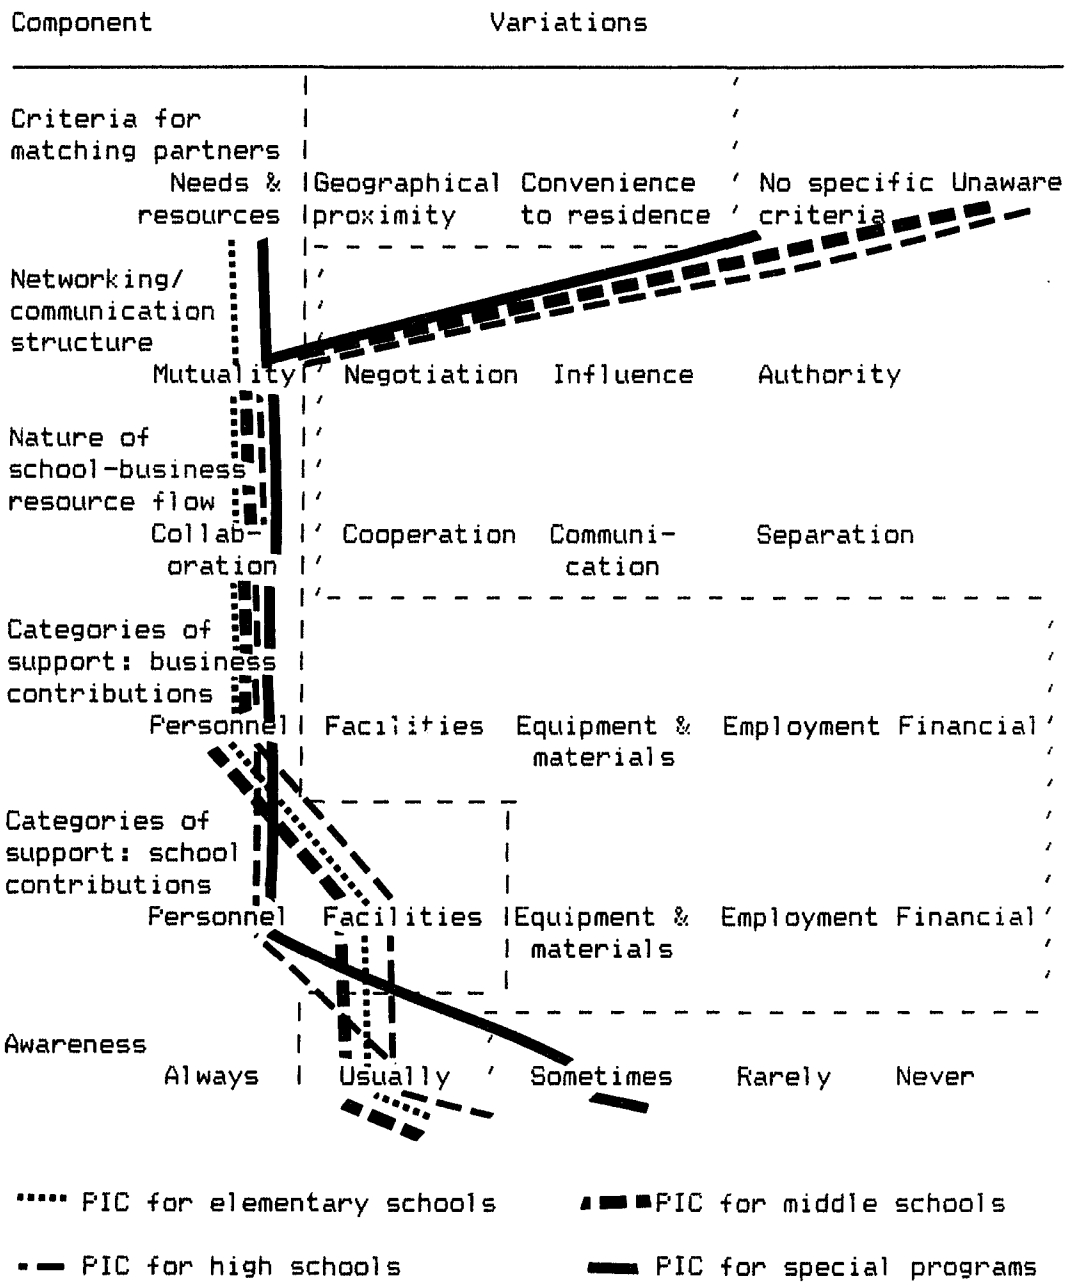 Component Variations
Criteria for
matching partners
Needs & Geographical Convenience No specific Unaware
resources proximity to residence criteria
Networking/
communication
structure
Mutuality Negotiation Influence Authority
Nature of
school-business
resource flow
Collab- Cooperation Communi- Separation
oration cation
Categories of
support: business
contributions
Personnel Facilities Equipment & Employment Financial
materials
Categories of
support: school
contributions
Personnel Facilities Equipment & Employment Financial
materials
Awareness
Always Usually Sometimes Rarely Never
PIC for elementary schools PIC for middle schools
PIC for high schools PIC for special programs